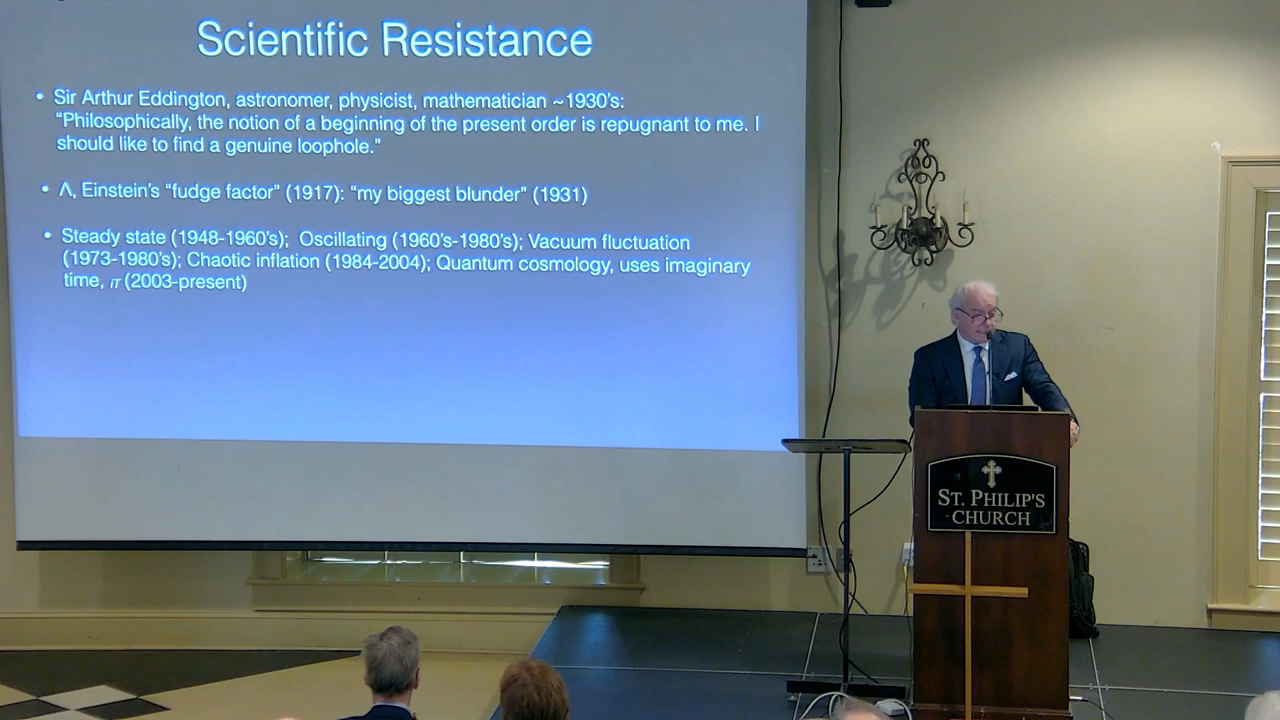 Scientific Resistance
• Sir Arthur Eddington, astronomer, physicist, mathematician ~1930's:
“Philosophically, the notion of a beginning of the present order is repugnant to me. I
should like to find a genuine loophole.”
• Λ, Einstein's “fudge factor” (1917): “my biggest blunder” (1931)
• Steady state (1948-1960's); Oscillating (1960's-1980's); Vacuum fluctuation
(1973-1980's); Chaotic inflation (1984-2004); Quantum cosmology, uses imaginary
time, iτ (2003-present)
ST. PHILIP'S
CHURCH